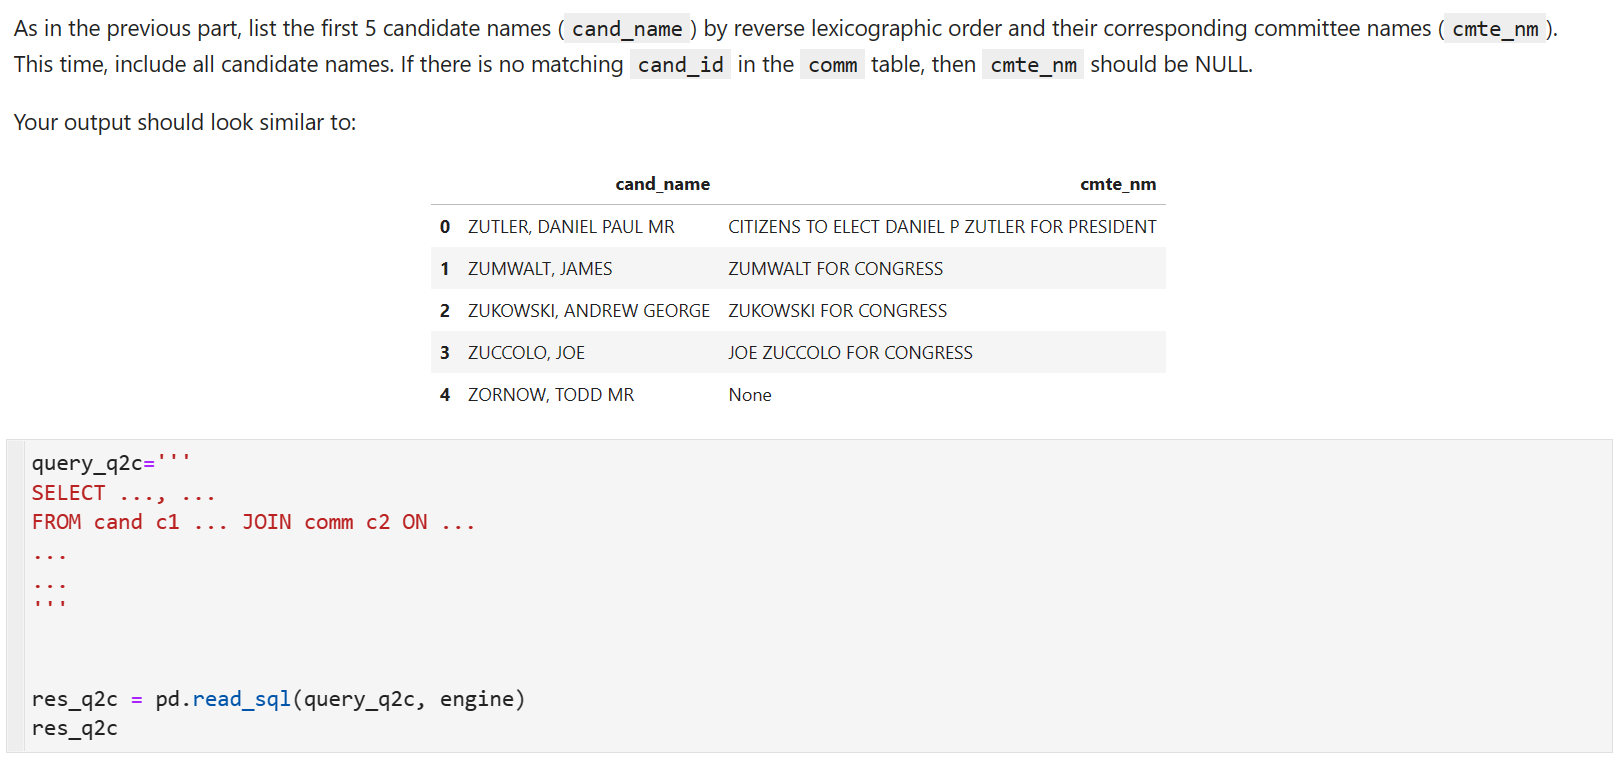 As in the previous part, list the first 5 candidate names ( cand_name ) by reverse lexicographic order and their corresponding committee names ( cmte_nm ).
This time, include all candidate names. If there is no matching cand_id in the comm table, then cmte_nm should be NULL.
Your output should look similar to:
cand_name cmte_nm
0 ZUTLER, DANIEL PAUL MR CITIZENS TO ELECT DANIEL P ZUTLER FOR PRESIDENT
1 ZUMWALT, JAMES ZUMWALT FOR CONGRESS
2 ZUKOWSKI, ANDREW GEORGE ZUKOWSKI FOR CONGRESS
3 ZUCCOLO, JOE JOE ZUCCOLO FOR CONGRESS
4 ZORNOW, TODD MR None
query_q2c='''
SELECT ..., ...
FROM cand c1 ... JOIN comm c2 ON ...
...
...
'''
res_q2c = pd.read_sql(query_q2c, engine)
res_q2c